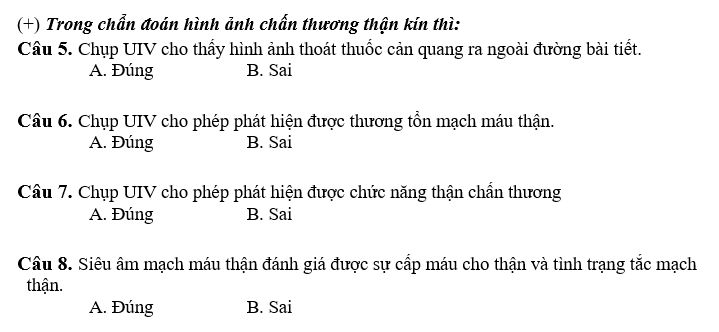 (+) Trong chẩn đoán hình ảnh chấn thương thận kín thì:
Câu 5. Chụp UIV cho thấy hình ảnh thoát thuốc cản quang ra ngoài đường bài tiết.
A. Đúng B. Sai
Câu 6. Chụp UIV cho phép phát hiện được thương tổn mạch máu thận.
A. Đúng B. Sai
Câu 7. Chụp UIV cho phép phát hiện được chức năng thận chấn thương
A. Đúng B. Sai
Câu 8. Siêu âm mạch máu thận đánh giá được sự cấp máu cho thận và tình trạng tắc mạch
thận.
A. Đúng B. Sai